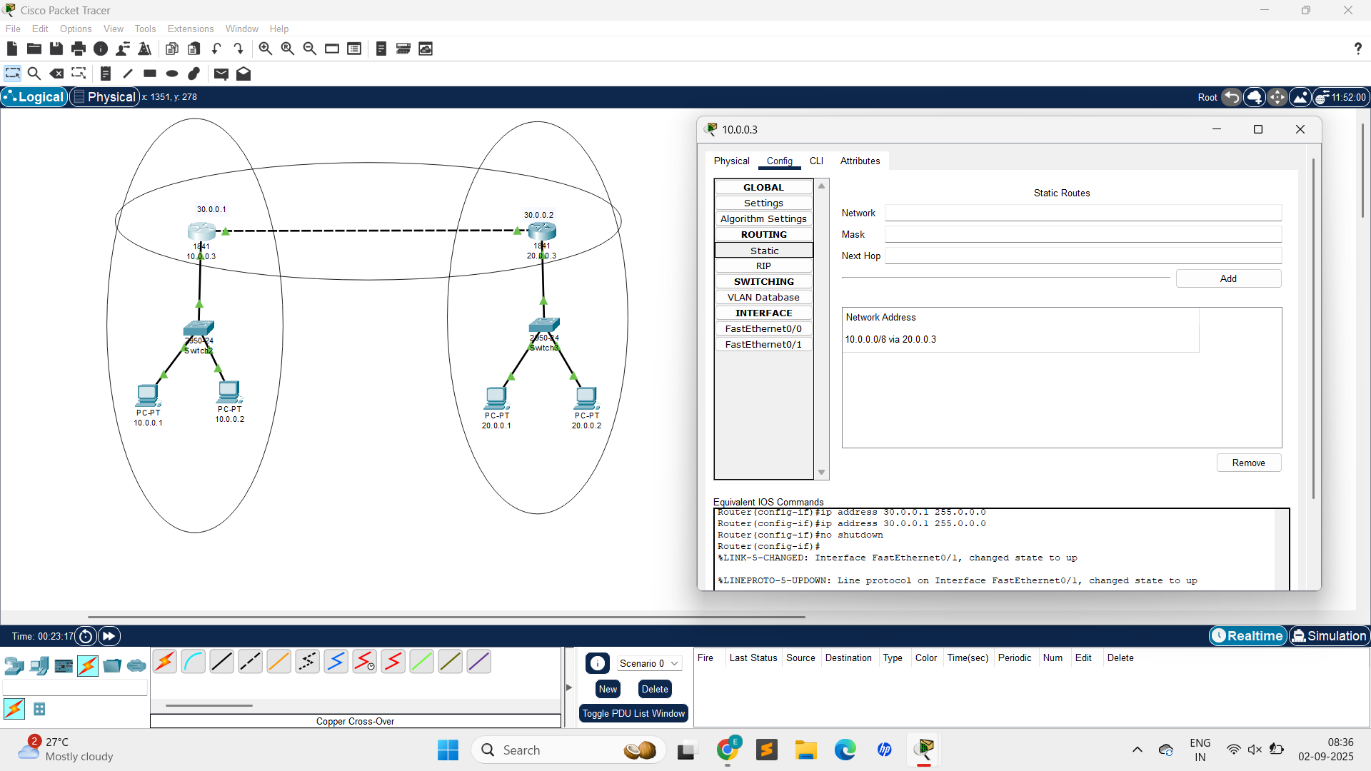 Cisco Packet Tracer
File Edit Options View Tools Extensions Window Help
?
Logical Physical x: 1351, y: 278 Root 11:52:00
30.0.0.1
1841
10.0.0.3
30.0.0.2
1841
20.0.0.3
2950-24
Switch2
2950-24
PC-PT
10.0.0.1
PC-PT
10.0.0.2
PC-PT
20.0.0.1
PC-PT
20.0.0.2
10.0.0.3
Physical Config CLI Attributes
GLOBAL
Settings
Algorithm Settings
ROUTING
Static
RIP
SWITCHING
VLAN Database
INTERFACE
FastEthernet0/0
FastEthernet0/1
Static Routes
Network
Mask
Next Hop
Add
Network Address
10.0.0.0/8 via 20.0.0.3
Remove
Equivalent IOS Commands
Router(config-if)#ip address 30.0.0.1 255.0.0.0
Router(config-if)#ip address 30.0.0.1 255.0.0.0
Router(config-if)#no shutdown
Router(config-if)#
%LINK-5-CHANGED: Interface FastEthernet0/1, changed state to up
%LINEPROTO-5-UPDOWN: Line protocol on Interface FastEthernet0/1, changed state to up
Time: 00:23:17 Realtime Simulation
Copper Cross-Over
Scenario 0
New Delete
Toggle PDU List Window
Fire Last Status Source Destination Type Color Time(sec) Periodic Num Edit Delete
2
27°C
Mostly cloudy
Search
E
hp
ENG
IN
08:36
02-09-2025